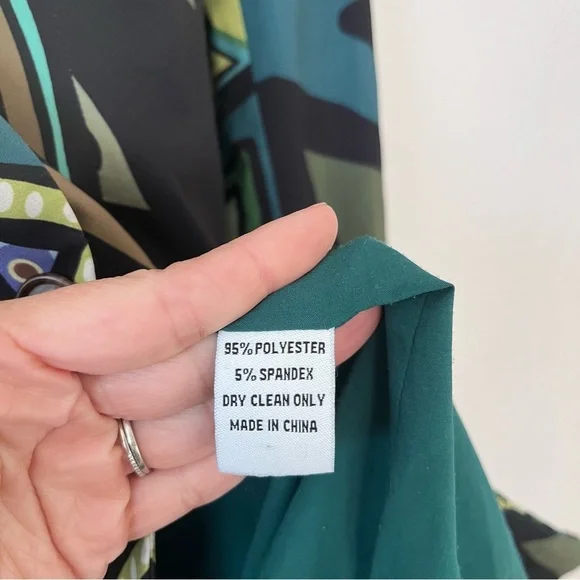 95% POLYESTER
5% SPANDEX
DRY CLEAN ONLY
MADE IN CHINA